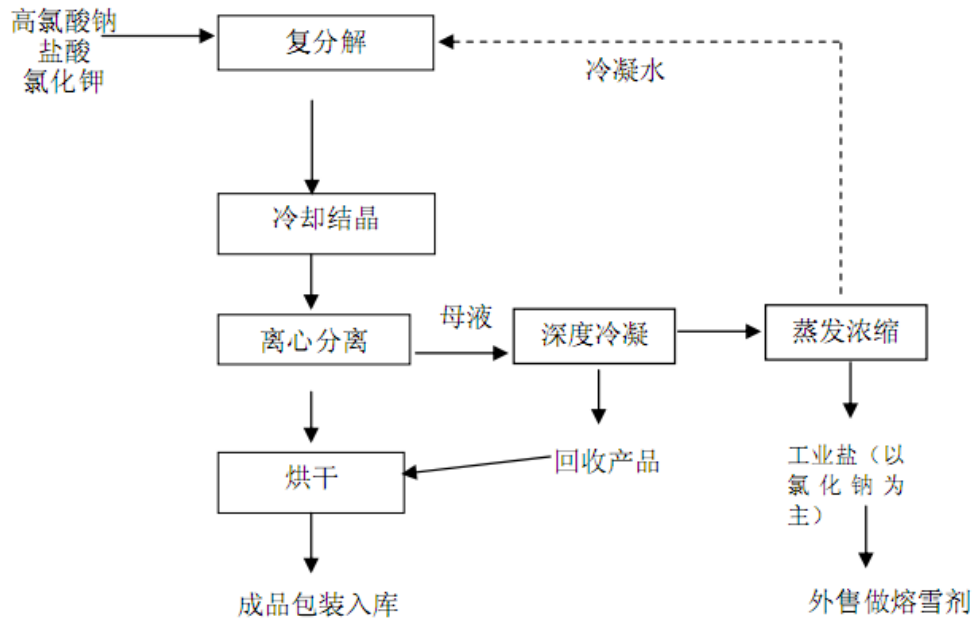 高氯酸钠
盐酸
氯化钾
复分解
冷凝水
冷却结晶
离心分离
母液
深度冷凝
蒸发浓缩
回收产品
烘干
工业盐（以
氯化钠为
主）
成品包装入库
外售做熔雪剂